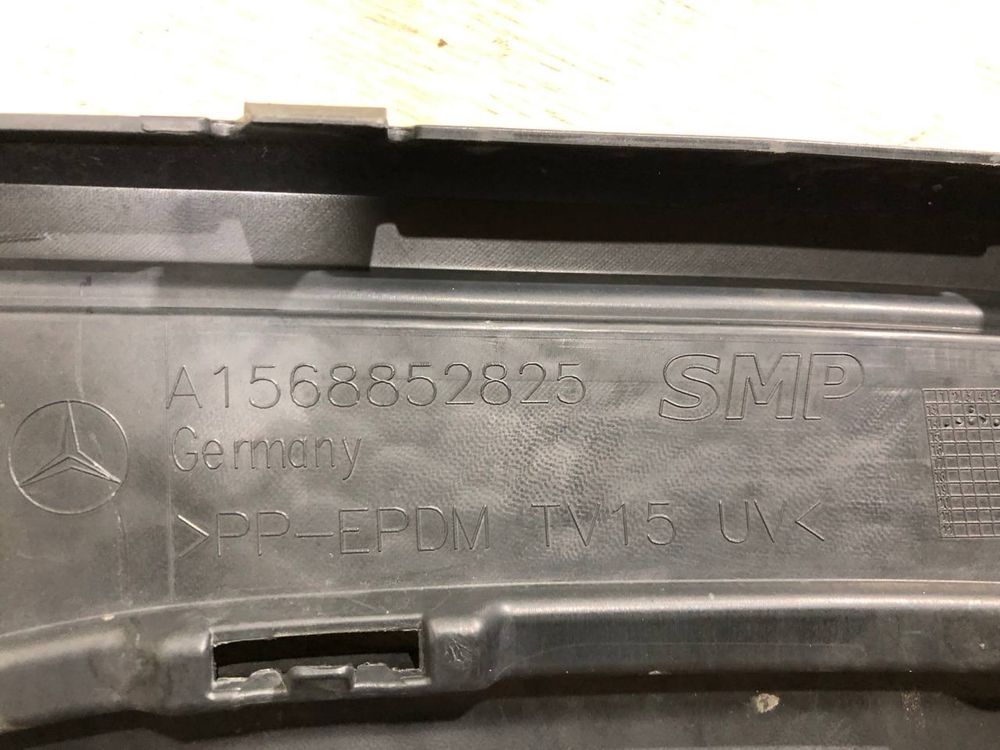 A1568852825
SMP
Germany
>PP-EPDM TV15 UV<